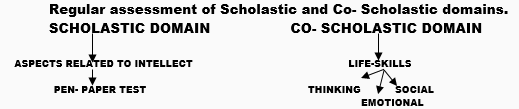 Regular assessment of Scholastic and Co- Scholastic domains.
SCHOLASTIC DOMAIN CO- SCHOLASTIC DOMAIN
ASPECTS RELATED TO INTELLECT LIFE-SKILLS
PEN- PAPER TEST THINKING SOCIAL
EMOTIONAL